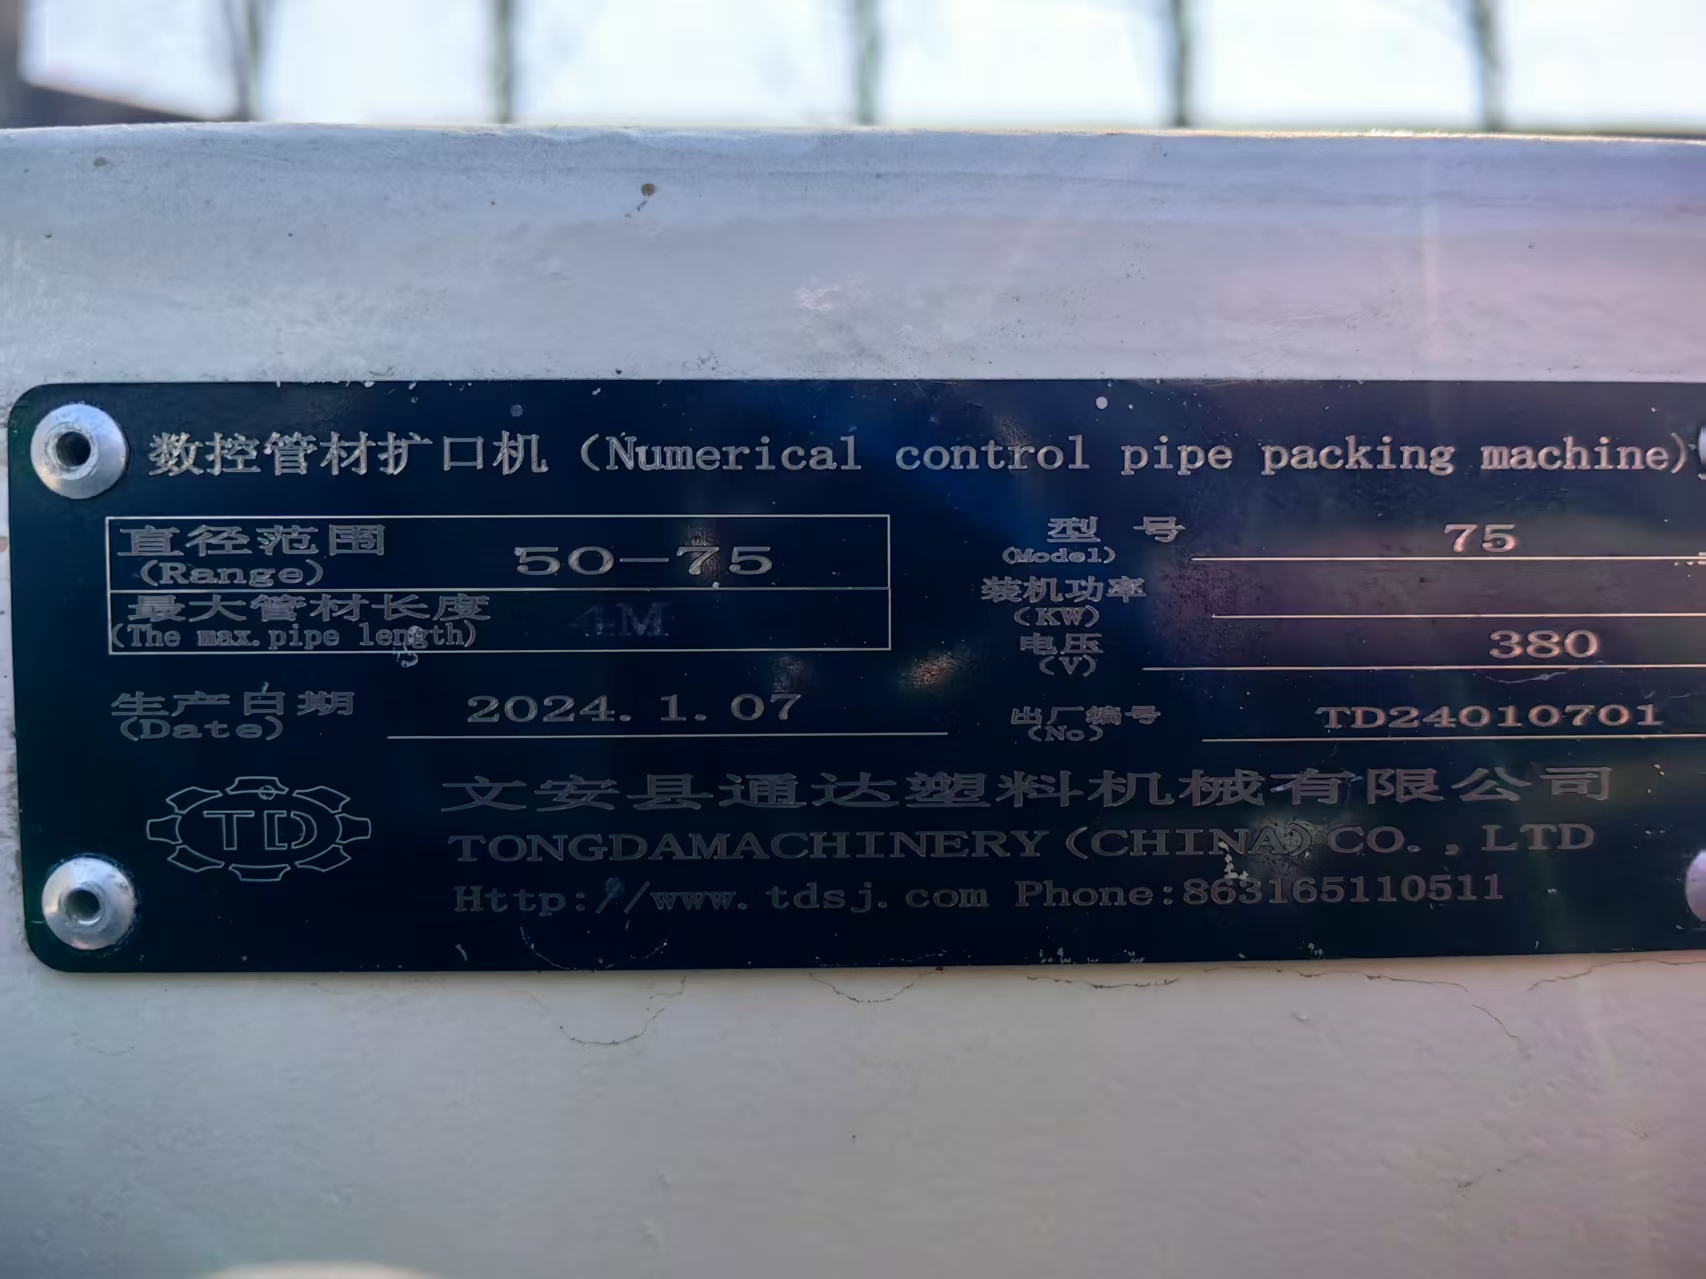 数控管材扩口机（Numerical control pipe packing machine)
直径范围
(Range)
50-75
最大管材长度
(The max.pipe length)
4M
生产日期
(Date)
2024.1.07
型 号
(Model)
75
装机功率
(KW)
电压
(V)
380
出厂编号
(No)
TD24010701
TD
文安县通达塑料机械有限公司
TONGDAMACHINERY(CHINA)CO.,LTD
Http://www.tdsj.com Phone:863165110511